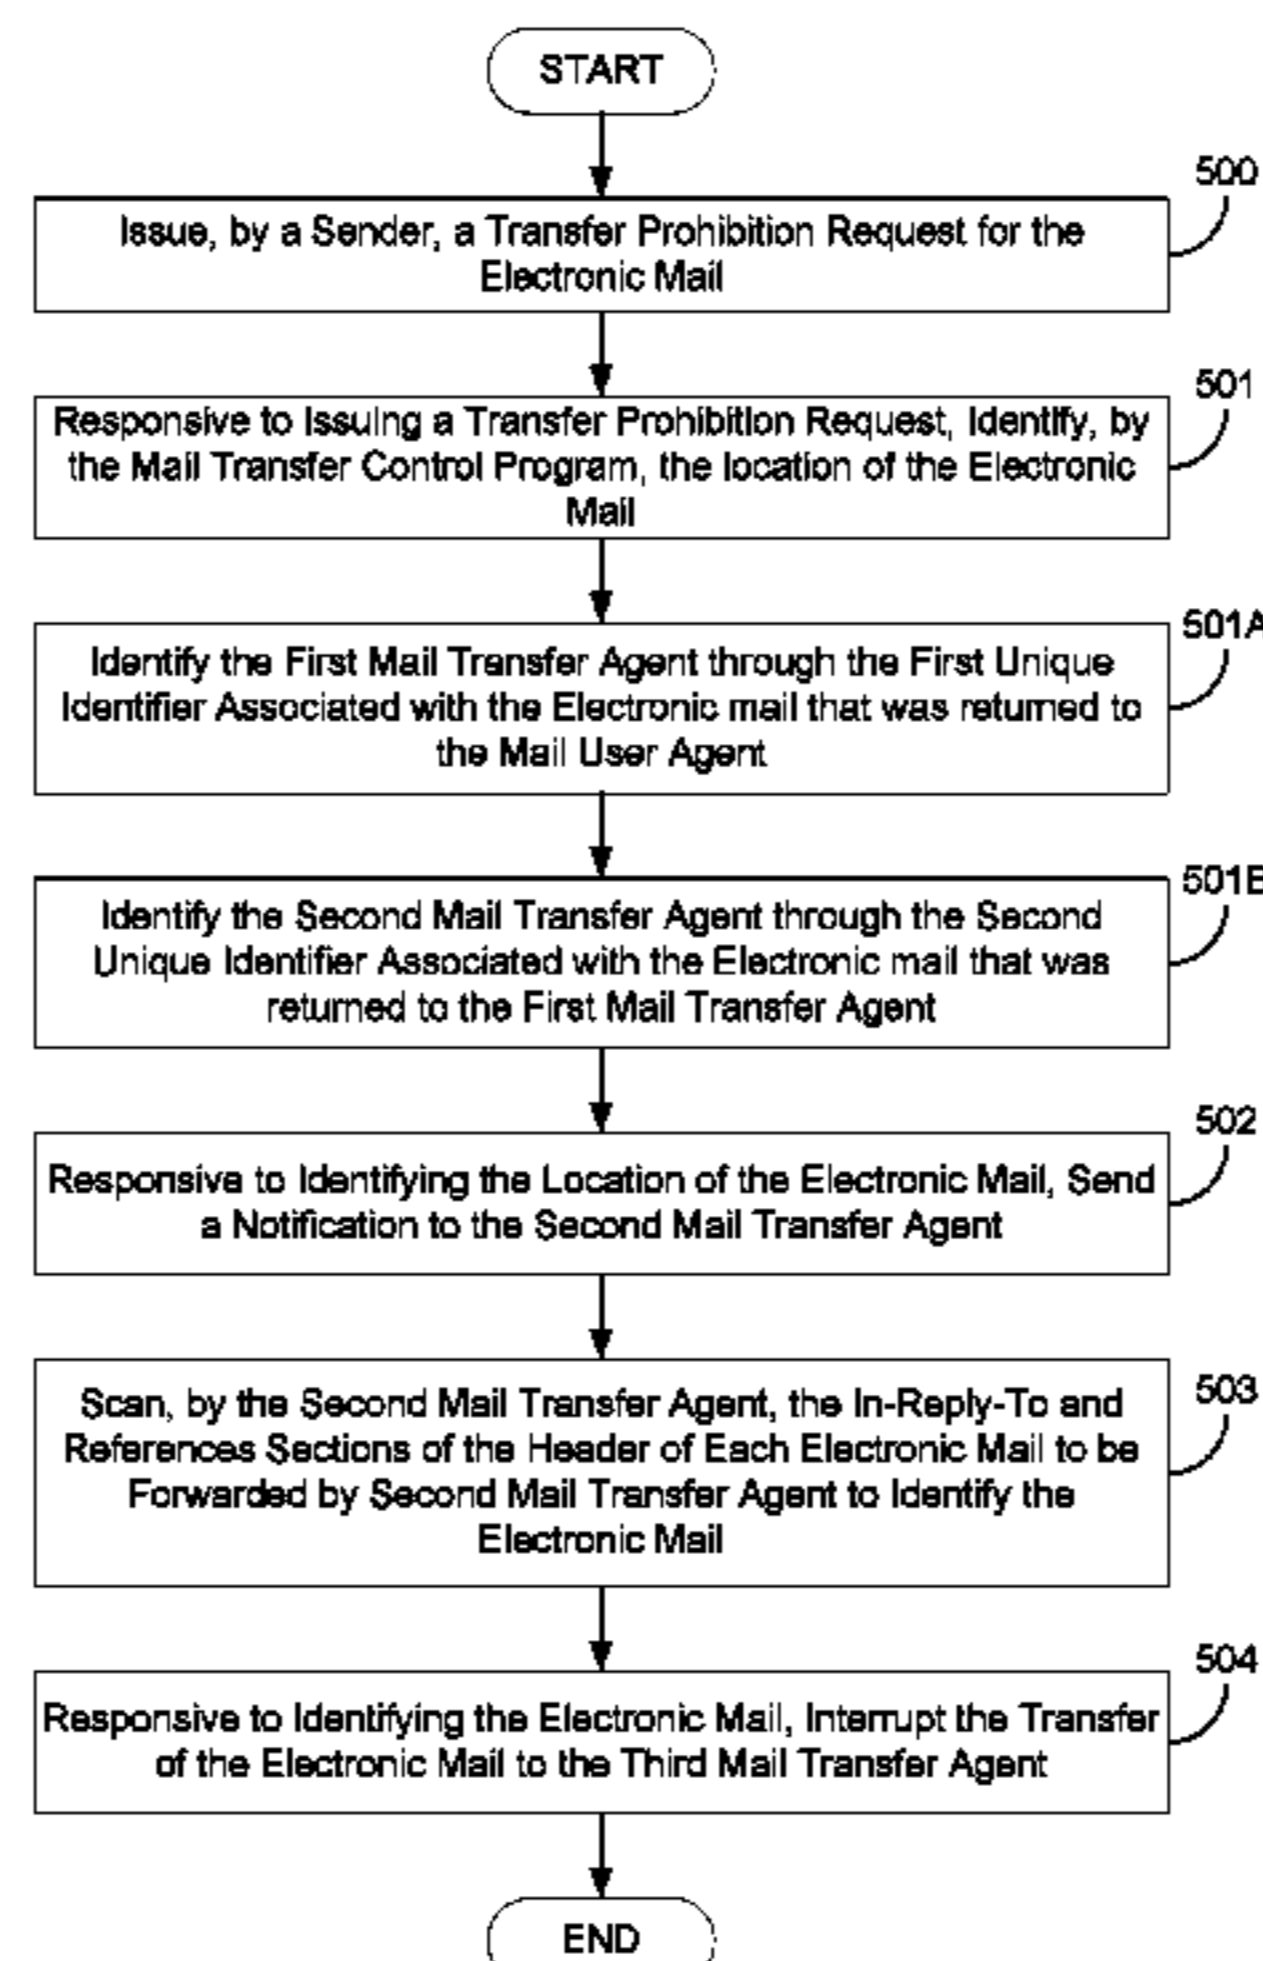 START
500
Issue, by a Sender, a Transfer Prohibition Request for the
Electronic Mail
501
Responsive to Issuing a Transfer Prohibition Request, Identify, by
the Mail Transfer Control Program, the location of the Electronic
Mail
501A
Identify the First Mail Transfer Agent through the First Unique
Identifier Associated with the Electronic mail that was returned to
the Mail User Agent
501B
Identify the Second Mail Transfer Agent through the Second
Unique Identifier Associated with the Electronic mail that was
returned to the First Mail Transfer Agent
502
Responsive to Identifying the Location of the Electronic Mail, Send
a Notification to the Second Mail Transfer Agent
503
Scan, by the Second Mail Transfer Agent, the In-Reply-To and
References Sections of the Header of Each Electronic Mail to be
Forwarded by Second Mail Transfer Agent to Identify the
Electronic Mail
504
Responsive to Identifying the Electronic Mail, Interrupt the Transfer
of the Electronic Mail to the Third Mail Transfer Agent
END